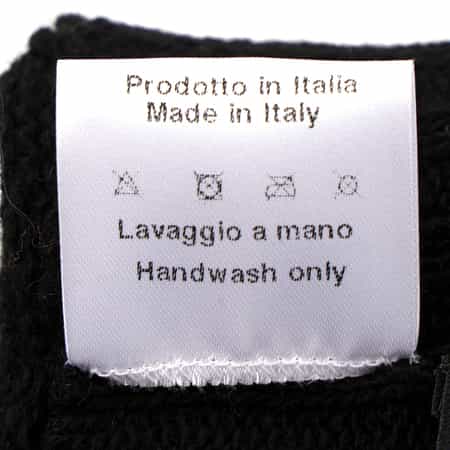 Prodotto in Italia
Made in Italy
Lavaggio a mano
Handwash only